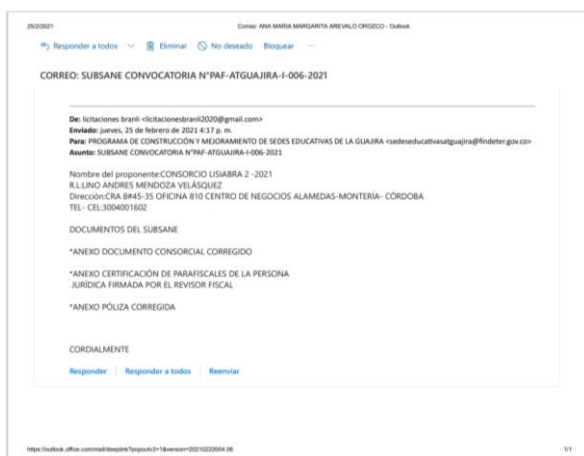 25/2/2021 Correo: ANA MARIA MARGARITA AREVALO OROZCO - Outlook
Responder a todos Eliminar No deseado Bloquear ...
CORREO: SUBSANE CONVOCATORIA N°PAF-ATGUAJIRA-I-006-2021
De: licitaciones branli <licitacionesbranli2020@gmail.com>
Enviado: jueves, 25 de febrero de 2021 4:17 p. m.
Para: PROGRAMA DE CONSTRUCCIÓN Y MEJORAMIENTO DE SEDES EDUCATIVAS DE LA GUAJIRA <sedeseducativasatguajira@findeter.gov.co>
Asunto: SUBSANE CONVOCATORIA N°PAF-ATGUAJIRA-I-006-2021
Nombre del proponente:CONSORCIO LISIABRA 2 -2021
R.L:LINO ANDRES MENDOZA VELÁSQUEZ
Dirección:CRA 8#45-35 OFICINA 810 CENTRO DE NEGOCIOS ALAMEDAS-MONTERÍA- CÓRDOBA
TEL- CEL:3004001602
DOCUMENTOS DEL SUBSANE
*ANEXO DOCUMENTO CONSORCIAL CORREGIDO
*ANEXO CERTIFICACIÓN DE PARAFISCALES DE LA PERSONA
JURÍDICA FIRMADA POR EL REVISOR FISCAL
*ANEXO PÓLIZA CORREGIDA
CORDIALMENTE
Responder Responder a todos Reenviar
https://outlook.office.com/mail/deeplink?popoutv2=1&version=20210222004.06 1/1